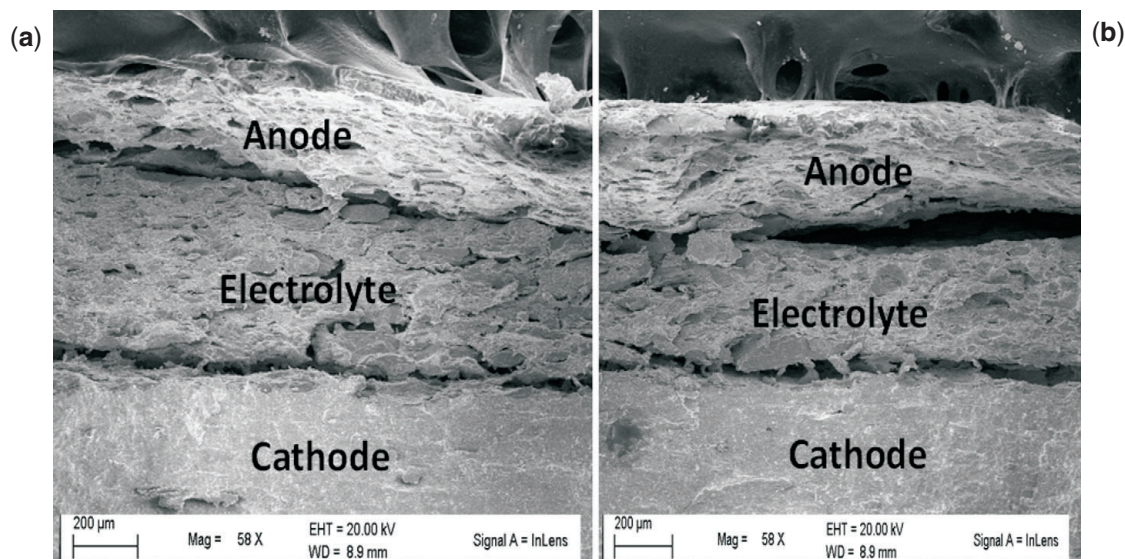 (a)
Anode
Electrolyte
Cathode
200 µm
Mag = 58 X
EHT = 20.00 kV
WD = 8.9 mm
Signal A = InLens
(b)
Anode
Electrolyte
Cathode
200 µm
Mag = 58 X
EHT = 20.00 kV
WD = 8.9 mm
Signal A = InLens